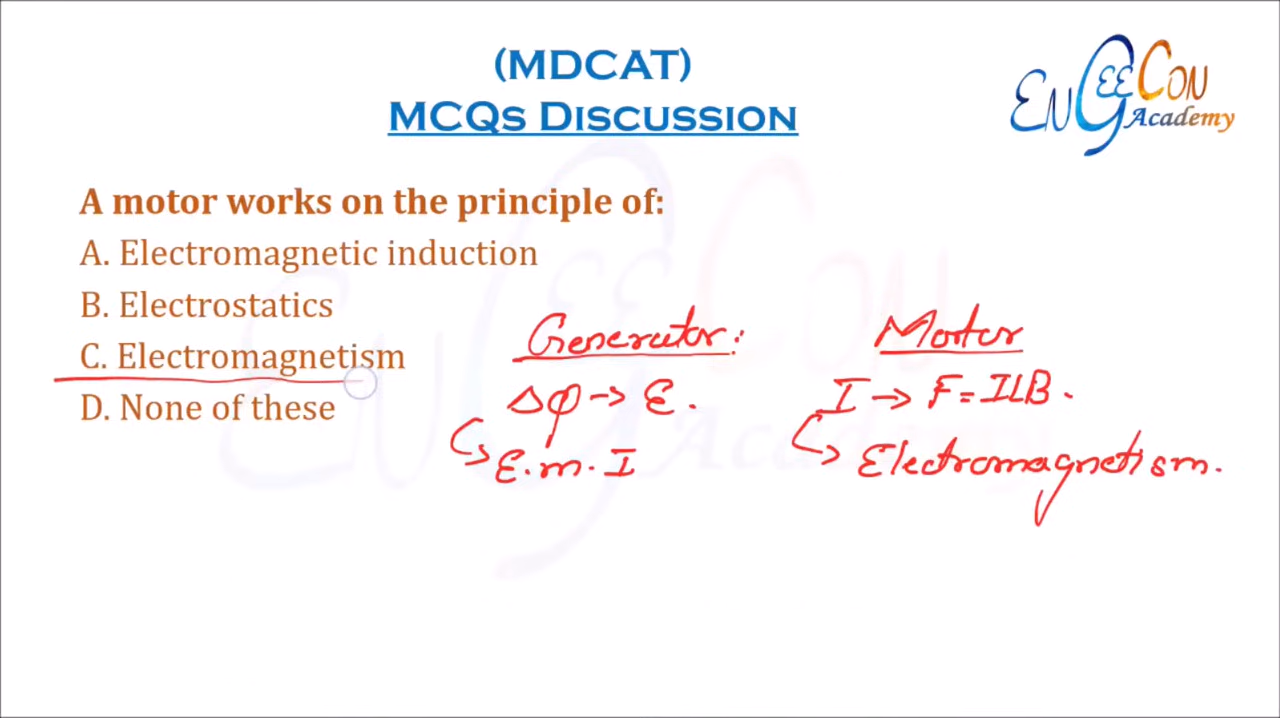 (MDCAT)
MCQs Discussion
EnGeeCon
Academy
A motor works on the principle of:
A. Electromagnetic induction
B. Electrostatics
C. Electromagnetism
D. None of these
Generator:
Δφ → ε.
E.m.I
Motor
I → F = ILB.
Electromagnetism.